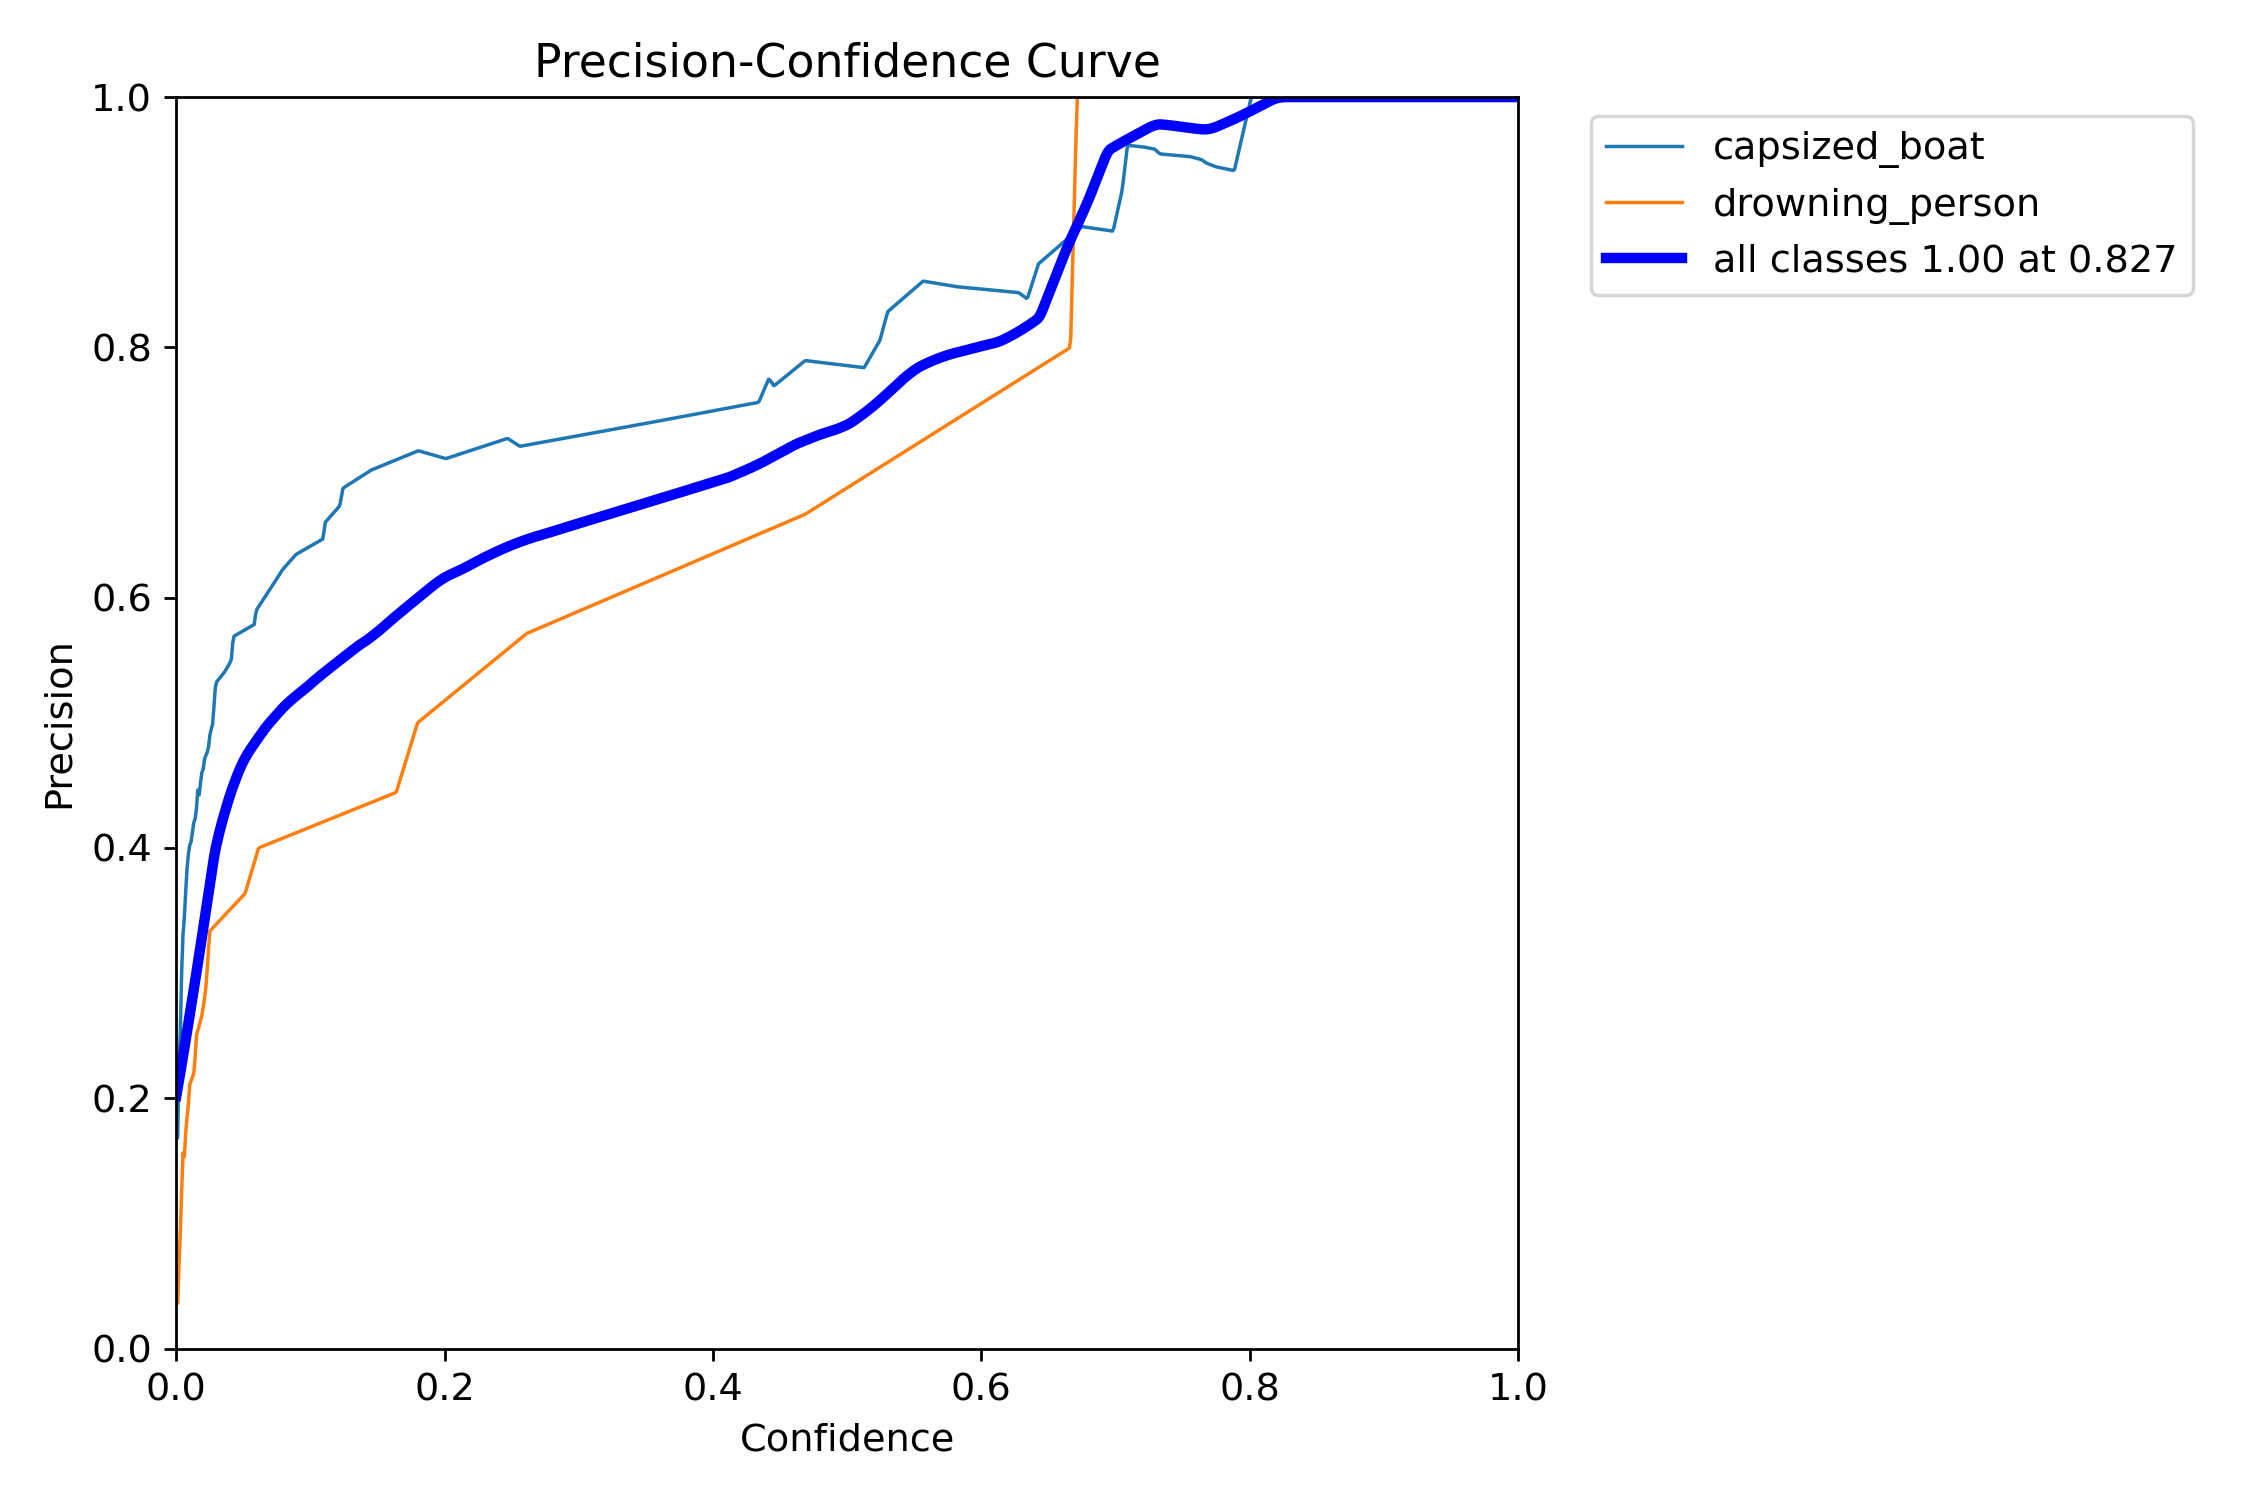 Precision-Confidence Curve
1.0
0.8
0.6
0.4
0.2
0.0
Precision
0.0 0.2 0.4 0.6 0.8 1.0
Confidence
capsized_boat
drowning_person
all classes 1.00 at 0.827